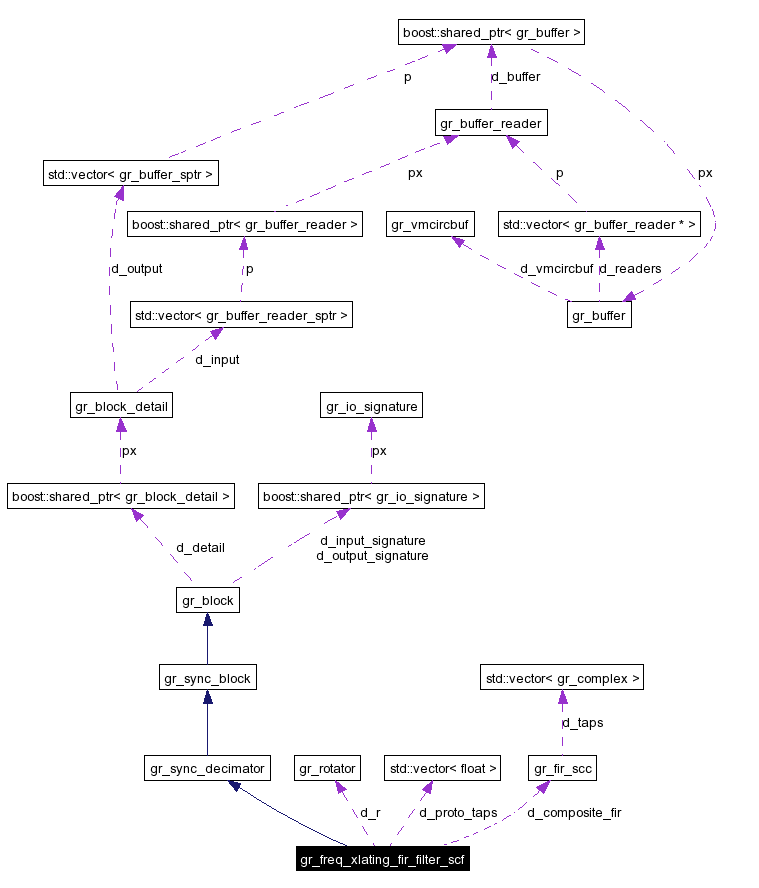 boost::shared_ptr< gr_buffer >
p
d_buffer
gr_buffer_reader
std::vector< gr_buffer_sptr >
px
p
px
boost::shared_ptr< gr_buffer_reader >
gr_vmcircbuf
std::vector< gr_buffer_reader * >
d_output
p
d_vmcircbuf
d_readers
std::vector< gr_buffer_reader_sptr >
gr_buffer
d_input
gr_block_detail
gr_io_signature
px
px
boost::shared_ptr< gr_block_detail >
boost::shared_ptr< gr_io_signature >
d_detail
d_input_signature
d_output_signature
gr_block
gr_sync_block
std::vector< gr_complex >
d_taps
gr_sync_decimator
gr_rotator
std::vector< float >
gr_fir_scc
d_r
d_proto_taps
d_composite_fir
gr_freq_xlating_fir_filter_scf